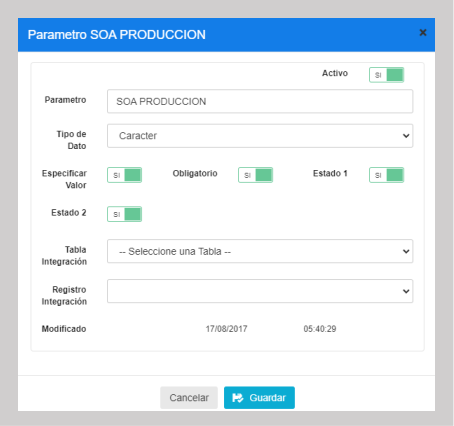 Parametro SOA PRODUCCION ×
Activo SI
Parametro SOA PRODUCCION
Tipo de
Dato
Caracter
Especificar
Valor
SI Obligatorio SI Estado 1 SI
Estado 2 SI
Tabla
Integración
-- Seleccione una Tabla --
Registro
Integración
Modificado 17/08/2017 05:40:29
Cancelar Guardar